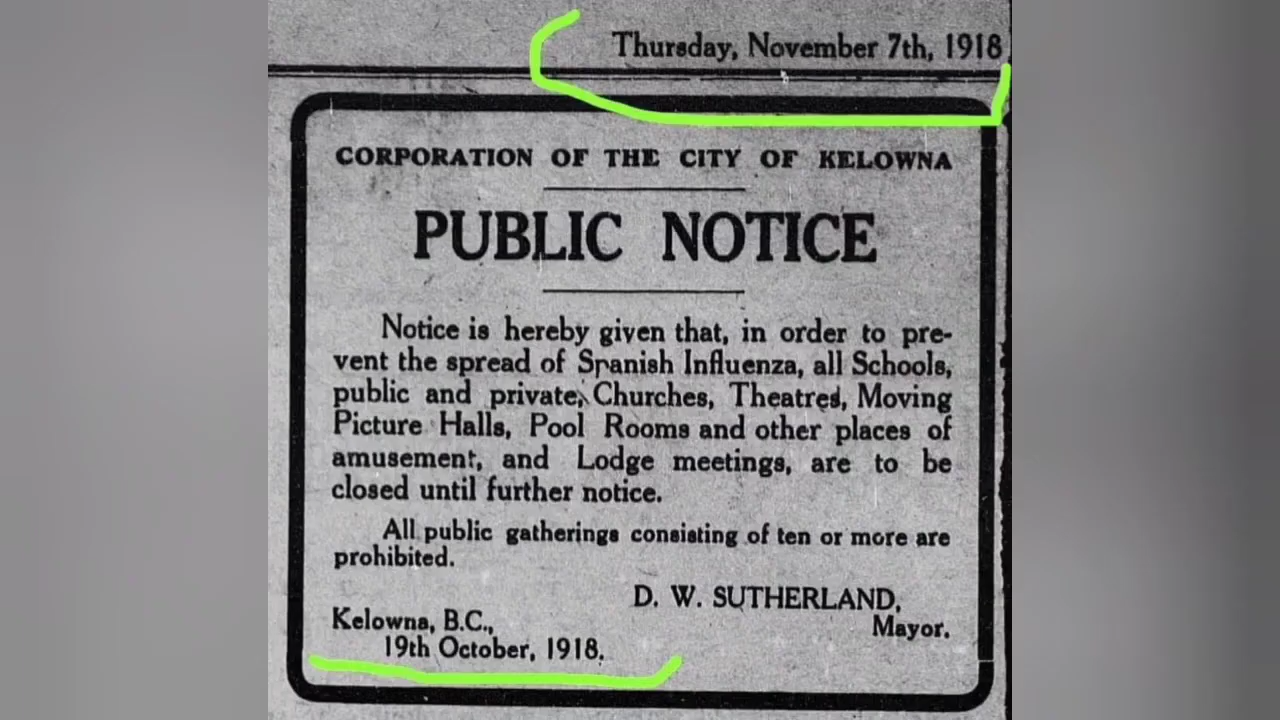 Thursday, November 7th, 1918
CORPORATION OF THE CITY OF KELOWNA
PUBLIC NOTICE
Notice is hereby given that, in order to pre-
vent the spread of Spanish Influenza, all Schools,
public and private, Churches, Theatres, Moving
Picture Halls, Pool Rooms and other places of
amusement, and Lodge meetings, are to be
closed until further notice.
All public gatherings consisting of ten or more are
prohibited.
D. W. SUTHERLAND,
Mayor.
Kelowna, B.C.,
19th October, 1918.